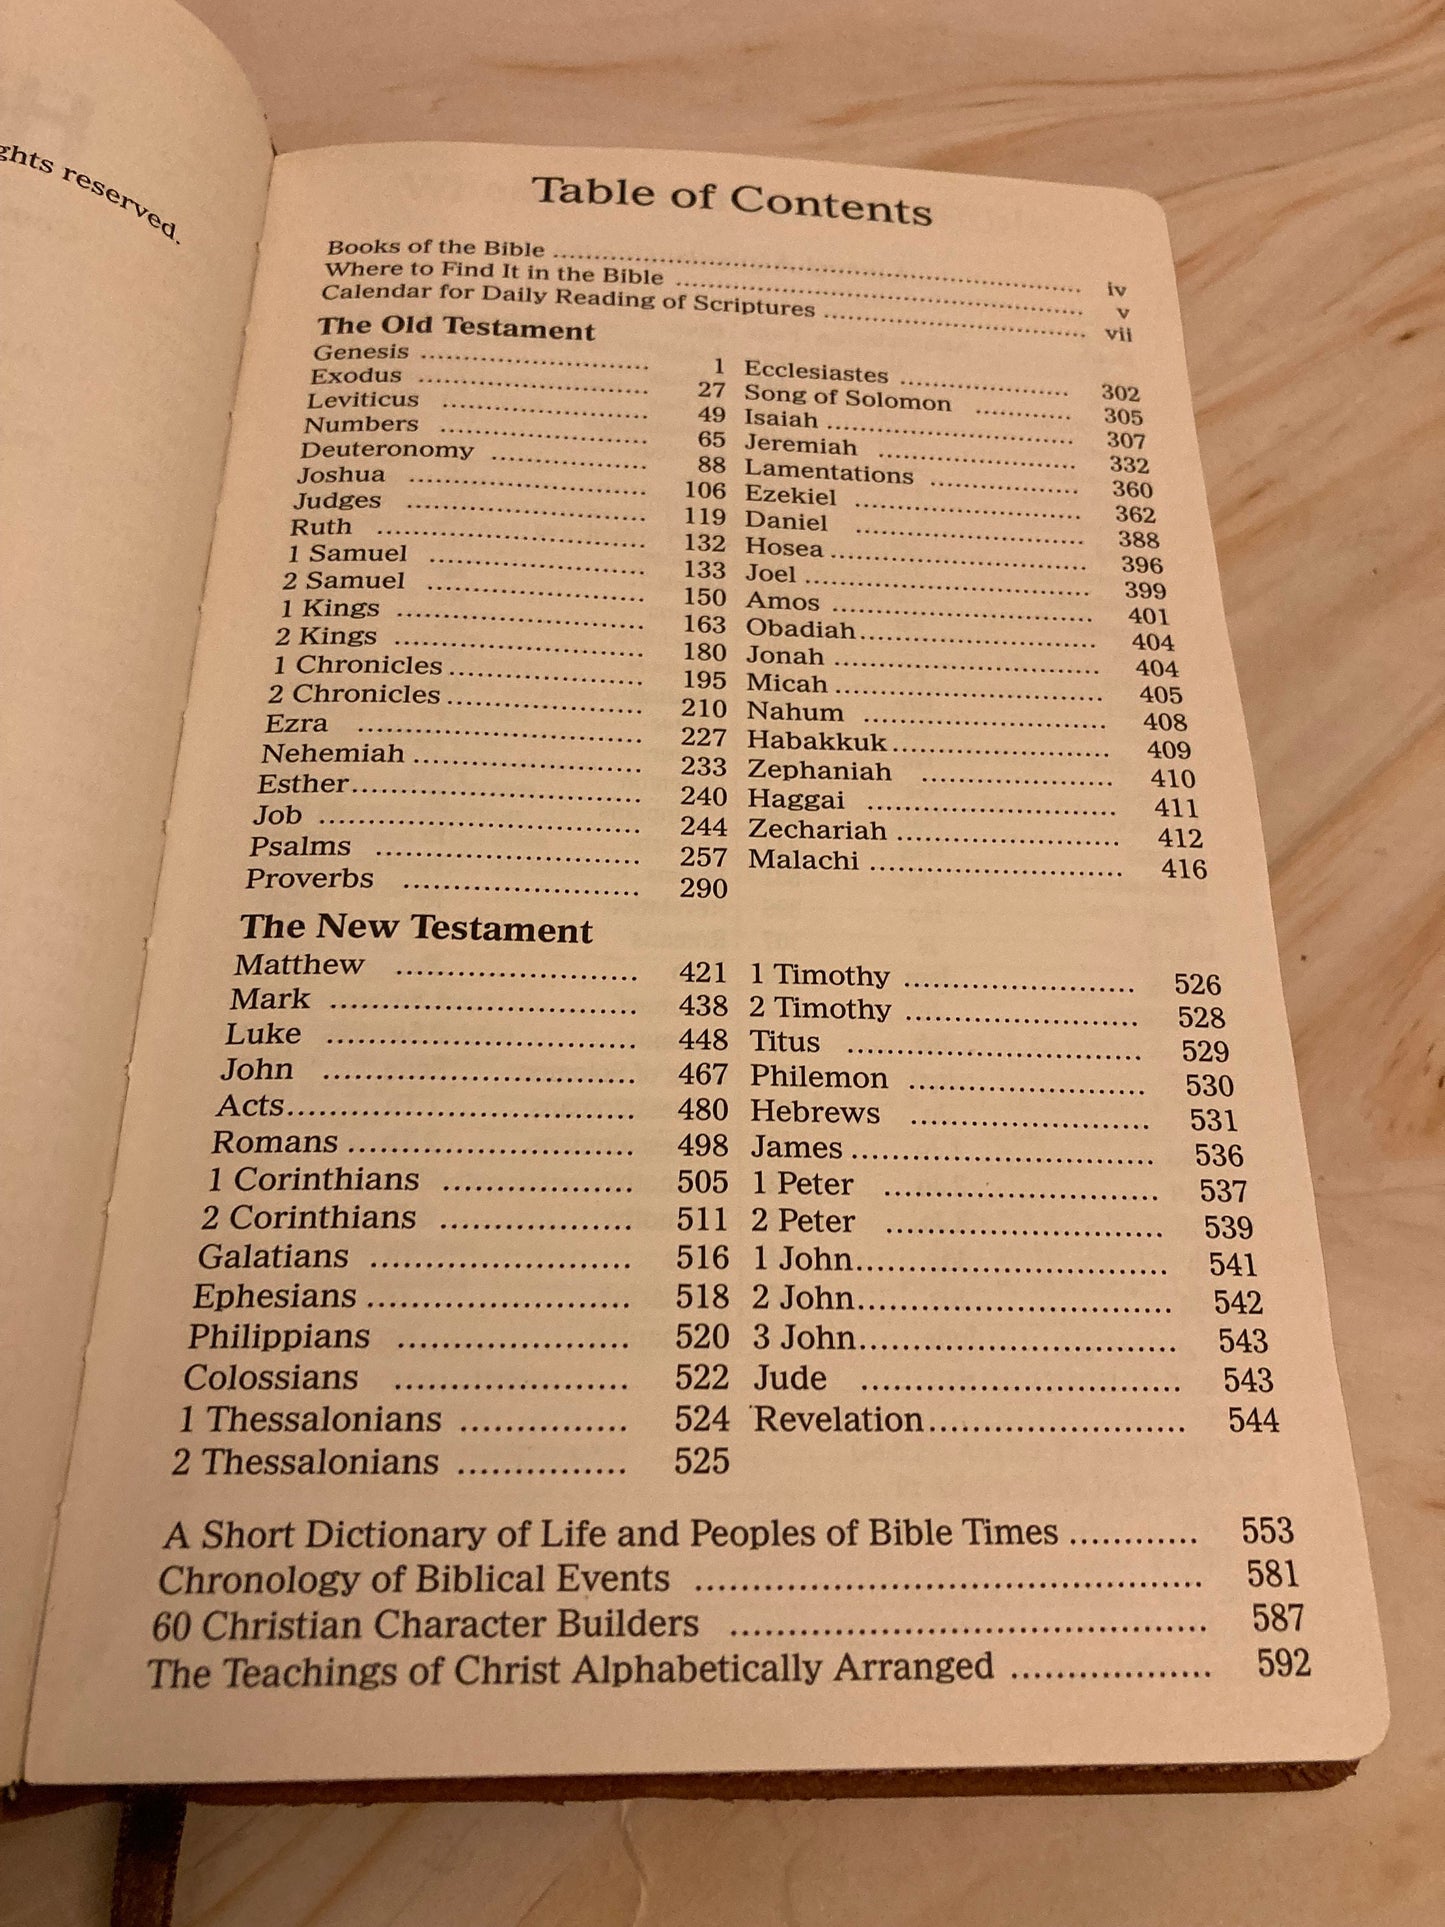 ghts reserved.
Table of Contents
Books of the Bible .......... iv
Where to Find It in the Bible .......... v
Calendar for Daily Reading of Scriptures .......... vii
The Old Testament
Genesis .......... 1
Exodus .......... 27
Leviticus .......... 49
Numbers .......... 65
Deuteronomy .......... 88
Joshua .......... 106
Judges .......... 119
Ruth .......... 132
1 Samuel .......... 133
2 Samuel .......... 150
1 Kings .......... 163
2 Kings .......... 180
1 Chronicles .......... 195
2 Chronicles .......... 210
Ezra .......... 227
Nehemiah .......... 233
Esther .......... 240
Job .......... 244
Psalms .......... 257
Proverbs .......... 290
Ecclesiastes .......... 302
Song of Solomon .......... 305
Isaiah .......... 307
Jeremiah .......... 332
Lamentations .......... 360
Ezekiel .......... 362
Daniel .......... 388
Hosea .......... 396
Joel .......... 399
Amos .......... 401
Obadiah .......... 404
Jonah .......... 404
Micah .......... 405
Nahum .......... 408
Habakkuk .......... 409
Zephaniah .......... 410
Haggai .......... 411
Zechariah .......... 412
Malachi .......... 416
The New Testament
Matthew .......... 421
Mark .......... 438
Luke .......... 448
John .......... 467
Acts .......... 480
Romans .......... 498
1 Corinthians .......... 505
2 Corinthians .......... 511
Galatians .......... 516
Ephesians .......... 518
Philippians .......... 520
Colossians .......... 522
1 Thessalonians .......... 524
2 Thessalonians .......... 525
1 Timothy .......... 526
2 Timothy .......... 528
Titus .......... 529
Philemon .......... 530
Hebrews .......... 531
James .......... 536
1 Peter .......... 537
2 Peter .......... 539
1 John .......... 541
2 John .......... 542
3 John .......... 543
Jude .......... 543
Revelation .......... 544
A Short Dictionary of Life and Peoples of Bible Times .......... 553
Chronology of Biblical Events .......... 581
60 Christian Character Builders .......... 587
The Teachings of Christ Alphabetically Arranged .......... 592